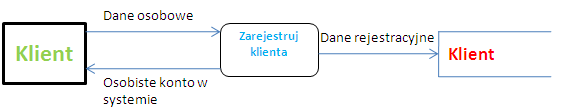 Dane osobowe
Klient
Zarejestruj
klienta
Dane rejestracyjne
Klient
Osobiste konto w
systemie